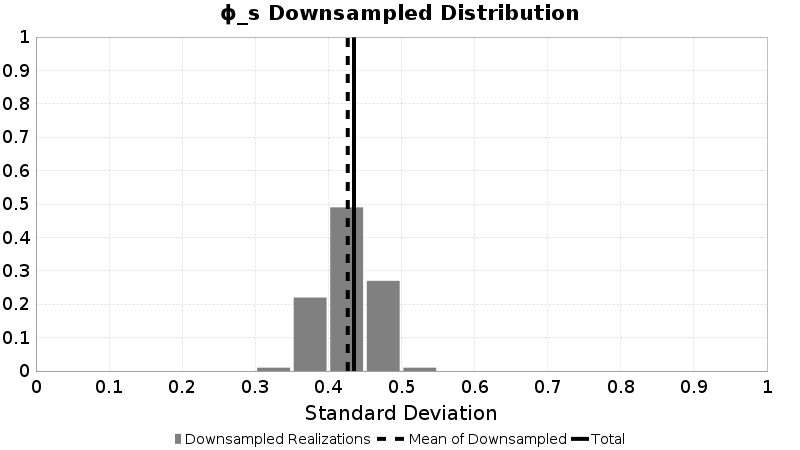 ϕ_s Downsampled Distribution
1
0.9
0.8
0.7
0.6
0.5
0.4
0.3
0.2
0.1
0
0 0.1 0.2 0.3 0.4 0.5 0.6 0.7 0.8 0.9 1
Standard Deviation
Downsampled Realizations Mean of Downsampled Total